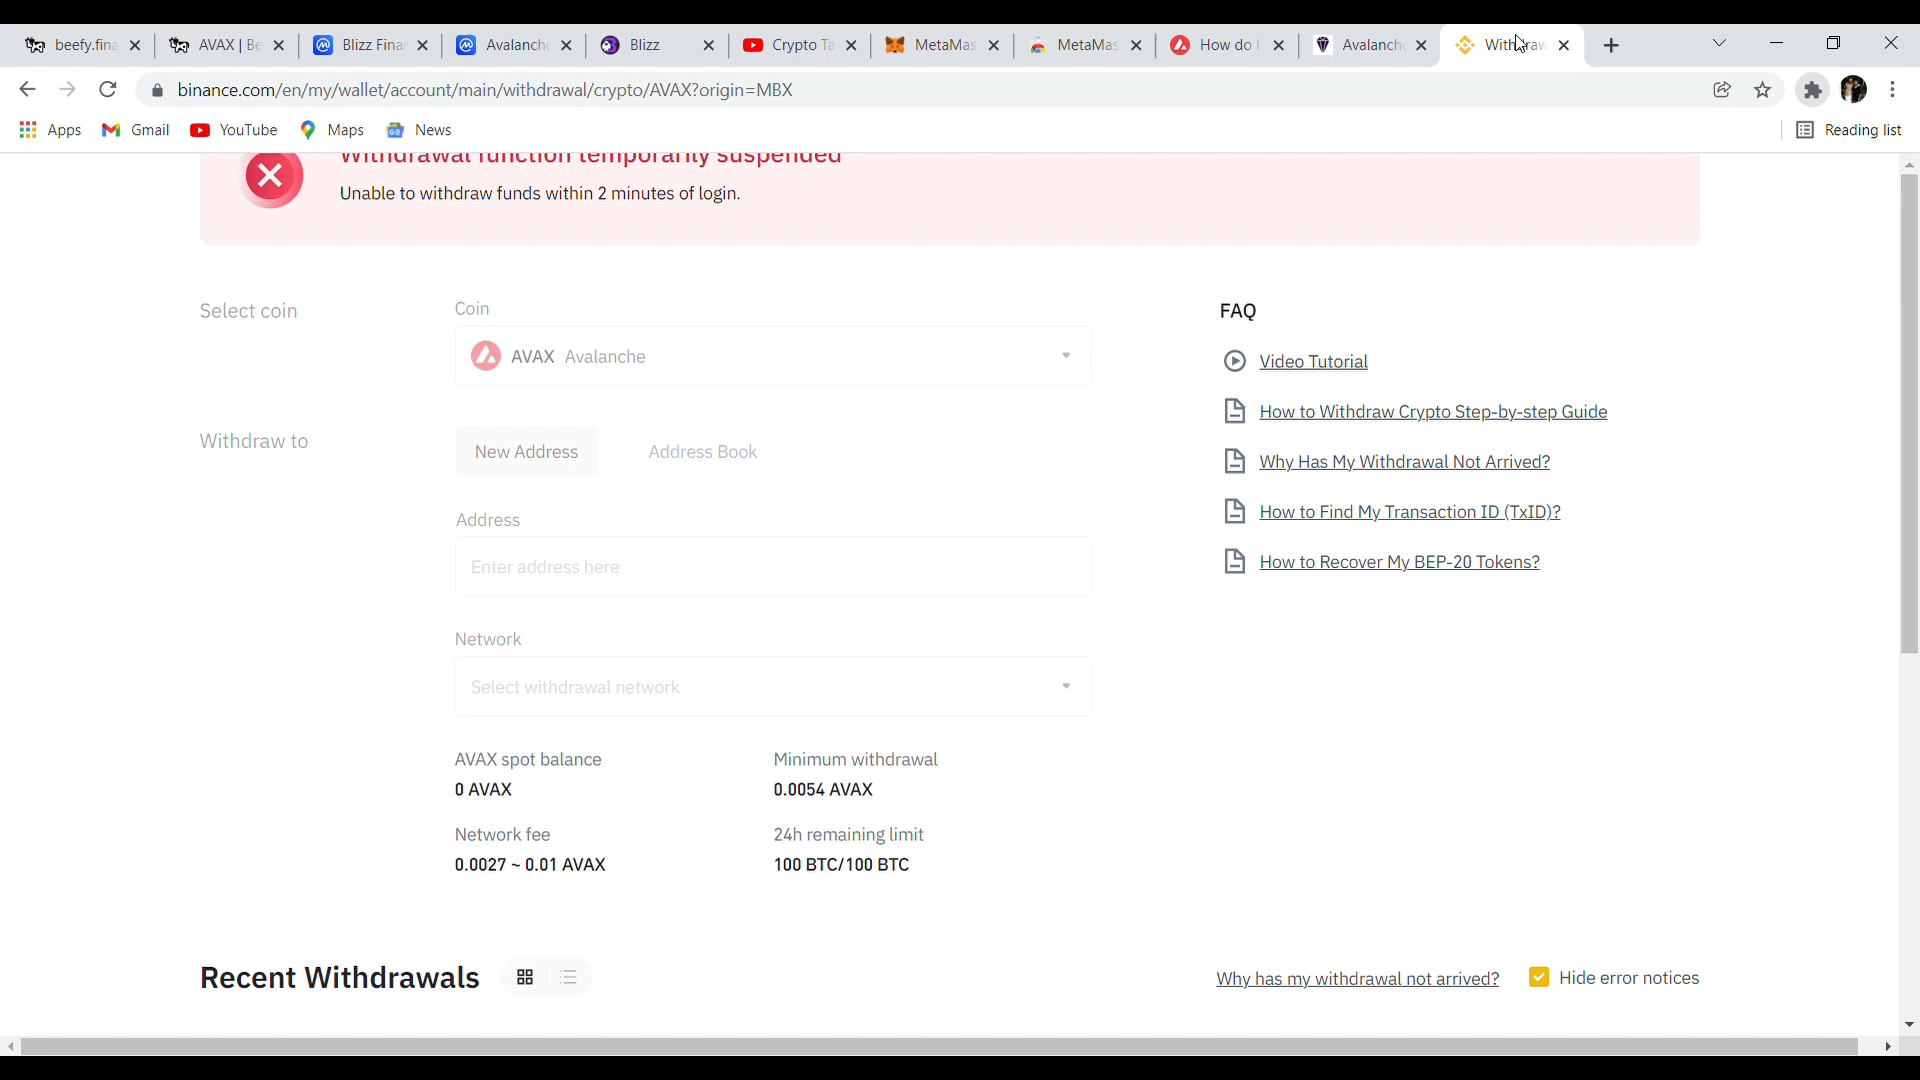 beefy.fina
AVAX | Be
Blizz Fina
Avalanch
Blizz
Crypto Ta
MetaMas
MetaMas
How do I
Avalanch
binance.com/en/my/wallet/account/main/withdrawal/crypto/AVAX?origin=MBX
Apps
Gmail
YouTube
Maps
News
Reading list
Withdrawal function temporarily suspended
Unable to withdraw funds within 2 minutes of login.
Select coin
Coin
AVAX Avalanche
Withdraw to
New Address
Address Book
Address
Enter address here
Network
Select withdrawal network
AVAX spot balance
0 AVAX
Minimum withdrawal
0.0054 AVAX
Network fee
0.0027 ~ 0.01 AVAX
24h remaining limit
100 BTC/100 BTC
FAQ
Video Tutorial
How to Withdraw Crypto Step-by-step Guide
Why Has My Withdrawal Not Arrived?
How to Find My Transaction ID (TxID)?
How to Recover My BEP-20 Tokens?
Recent Withdrawals
Why has my withdrawal not arrived?
Hide error notices